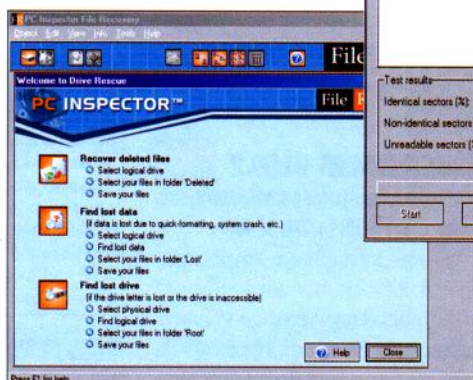 PC Inspector File Recovery
Object Edit View Info Tools Help
File
Welcome to Drive Rescue
PC INSPECTOR™
File
Recover deleted files
Select logical drive
Select your files in folder 'Deleted'
Save your files
Find lost data
(if data is lost due to quick-formatting, system crash, etc.)
Select logical drive
Find lost data
Select your files in folder 'Lost'
Save your files
Find lost drive
(if the drive letter is lost or the drive is inaccessible)
Select physical drive
Find logical drive
Select your files in folder 'Root'
Save your files
Help Close
Press F1 for help
Test results
Identical sectors (%):
Non-identical sectors
Unreadable sectors (
Start